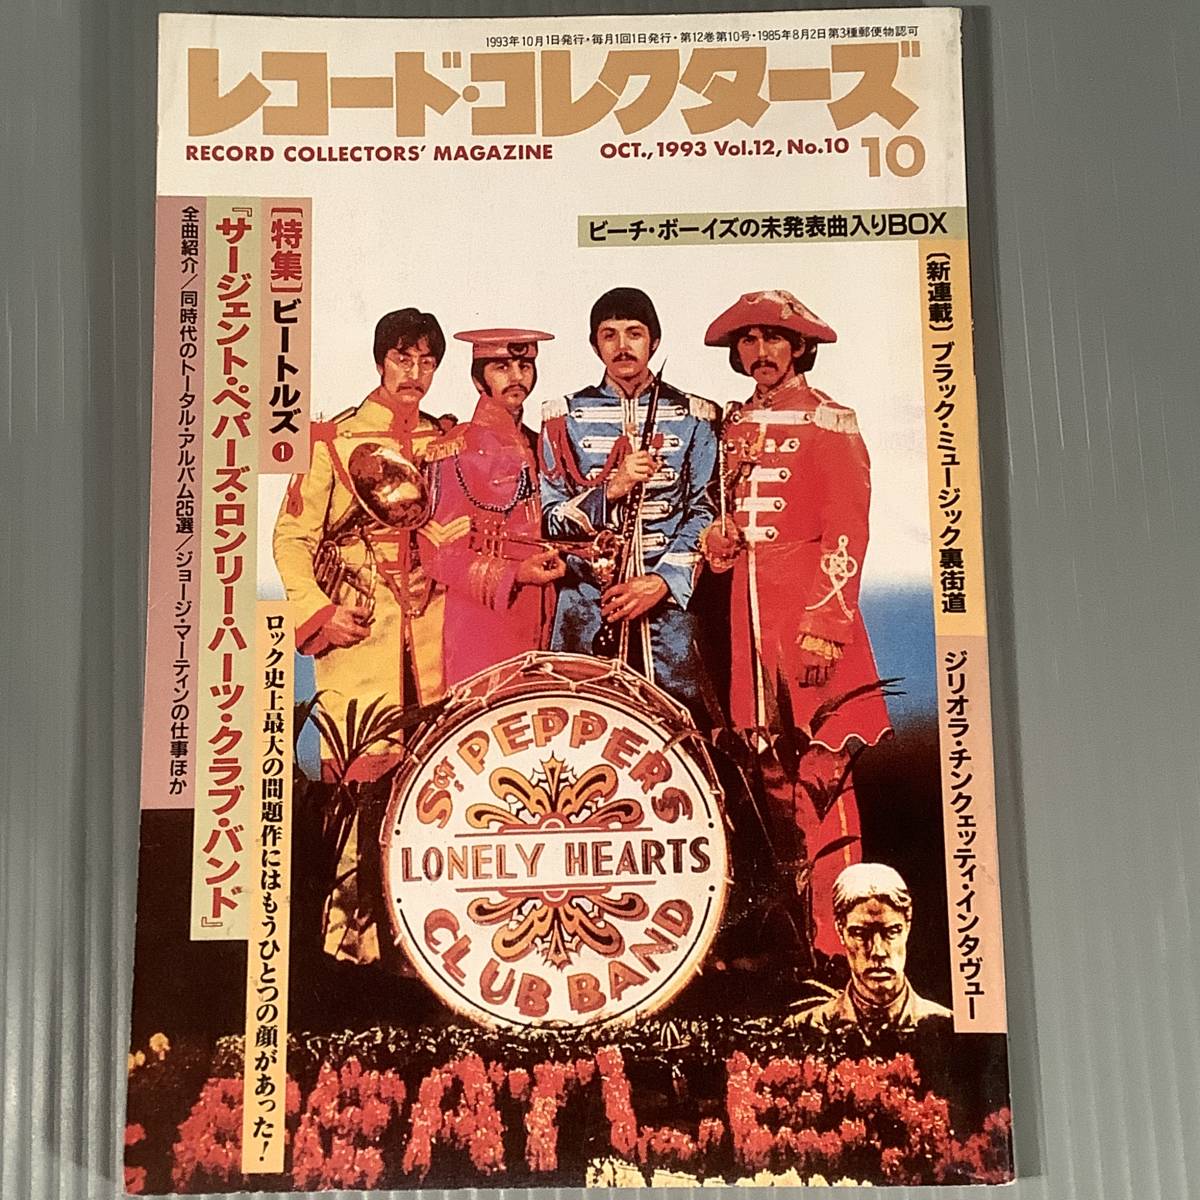 1993年10月1日発行・毎月1回1日発行・第12巻第10号・1985年8月2日第3種郵便物認可
レコード・コレクターズ
RECORD COLLECTORS' MAGAZINE
OCT., 1993 Vol.12, No.10
10
ビーチ・ボーイズの未発表曲入りBOX
〔新連載〕ブラック・ミュージック裏街道
ジリオラ・チンクェッティ・インタヴュー
［特集］ビートルズ❶
『サージェント・ペパーズ・ロンリー・ハーツ・クラブ・バンド』
全曲紹介／同時代のトータル・アルバム25選／ジョージ・マーティンの仕事ほか
ロック史上最大の問題作にはもうひとつの顔があった！
SGT. PEPPERS
LONELY HEARTS
CLUB BAND
BEATLES